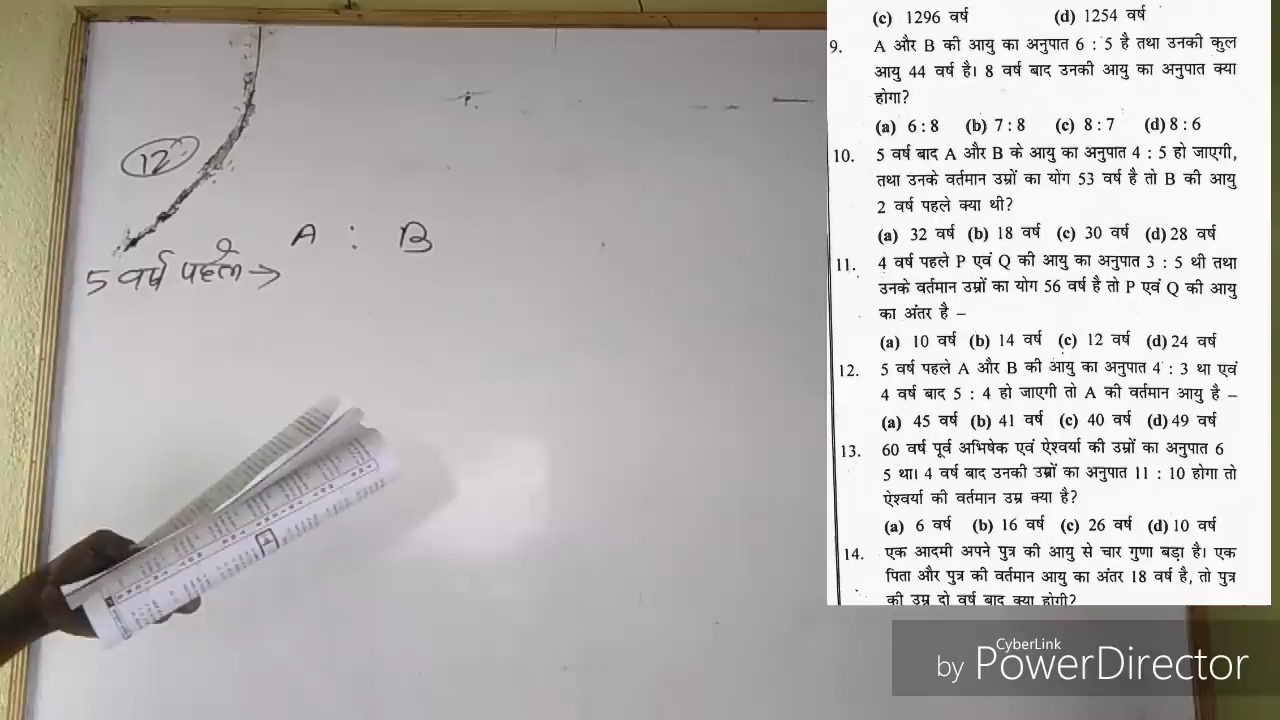 12
A : B
5 वर्ष पहले →
(c) 1296 वर्ष (d) 1254 वर्ष
9. A और B की आयु का अनुपात 6 : 5 है तथा उनकी कुल
आयु 44 वर्ष है। 8 वर्ष बाद उनकी आयु का अनुपात क्या
होगा?
(a) 6 : 8 (b) 7 : 8 (c) 8 : 7 (d) 8 : 6
10. 5 वर्ष बाद A और B के आयु का अनुपात 4 : 5 हो जाएगी,
तथा उनके वर्तमान उम्रों का योग 53 वर्ष है तो B की आयु
2 वर्ष पहले क्या थी?
(a) 32 वर्ष (b) 18 वर्ष (c) 30 वर्ष (d) 28 वर्ष
11. 4 वर्ष पहले P एवं Q की आयु का अनुपात 3 : 5 थी तथा
उनके वर्तमान उम्रों का योग 56 वर्ष है तो P एवं Q की आयु
का अंतर है –
(a) 10 वर्ष (b) 14 वर्ष (c) 12 वर्ष (d) 24 वर्ष
12. 5 वर्ष पहले A और B की आयु का अनुपात 4 : 3 था एवं
4 वर्ष बाद 5 : 4 हो जाएगी तो A की वर्तमान आयु है –
(a) 45 वर्ष (b) 41 वर्ष (c) 40 वर्ष (d) 49 वर्ष
13. 60 वर्ष पूर्व अभिषेक एवं ऐश्वर्या की उम्रों का अनुपात 6
5 था। 4 वर्ष बाद उनकी उम्रों का अनुपात 11 : 10 होगा तो
ऐश्वर्या की वर्तमान उम्र क्या है?
(a) 6 वर्ष (b) 16 वर्ष (c) 26 वर्ष (d) 10 वर्ष
14. एक आदमी अपने पुत्र की आयु से चार गुणा बड़ा है। एक
पिता और पुत्र की वर्तमान आयु का अंतर 18 वर्ष है, तो पुत्र
की उम्र दो वर्ष बाद क्या होगी?
CyberLink
by PowerDirector